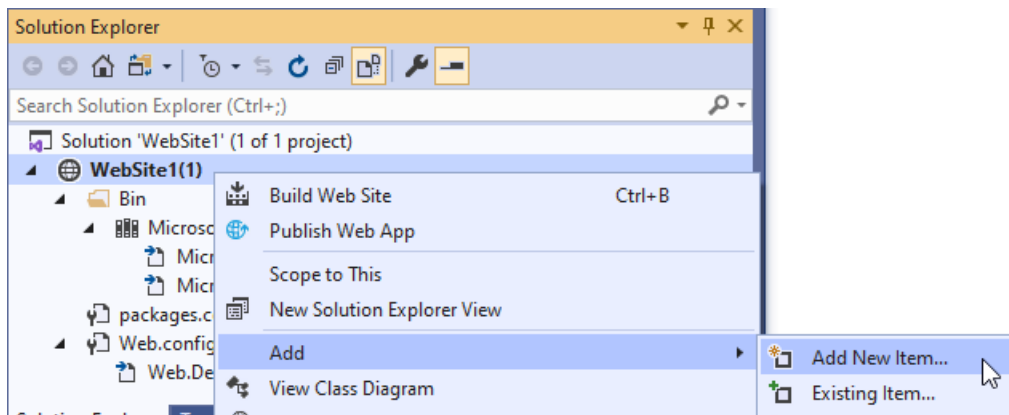 Solution Explorer
Search Solution Explorer (Ctrl+;)
Solution 'WebSite1' (1 of 1 project)
WebSite1(1)
Build Web Site Ctrl+B
Bin
Publish Web App
Scope to This
New Solution Explorer View
Web.config
Add
Add New Item...
View Class Diagram
Existing Item...